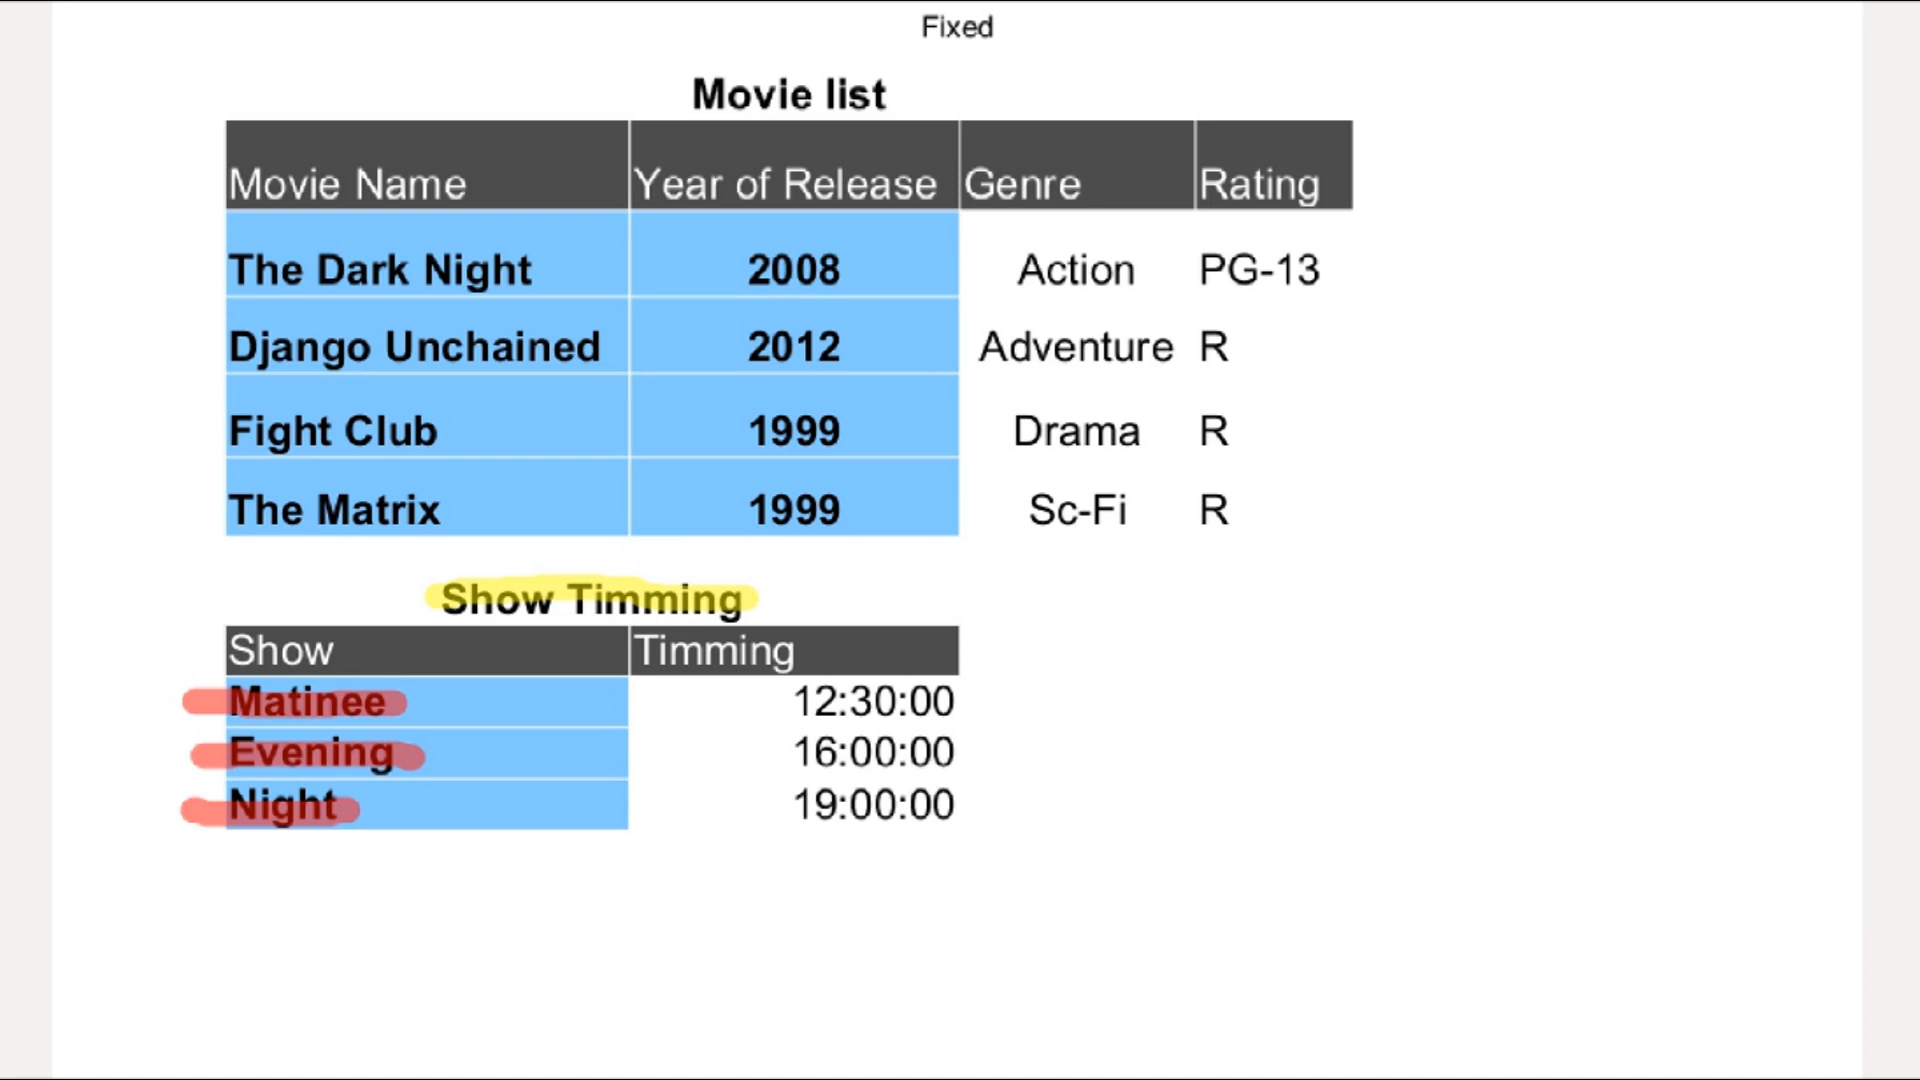 Fixed
Movie list
Movie Name Year of Release Genre Rating
The Dark Night 2008 Action PG-13
Django Unchained 2012 Adventure R
Fight Club 1999 Drama R
The Matrix 1999 Sc-Fi R
Show Timming
Show Timming
Matinee 12:30:00
Evening 16:00:00
Night 19:00:00